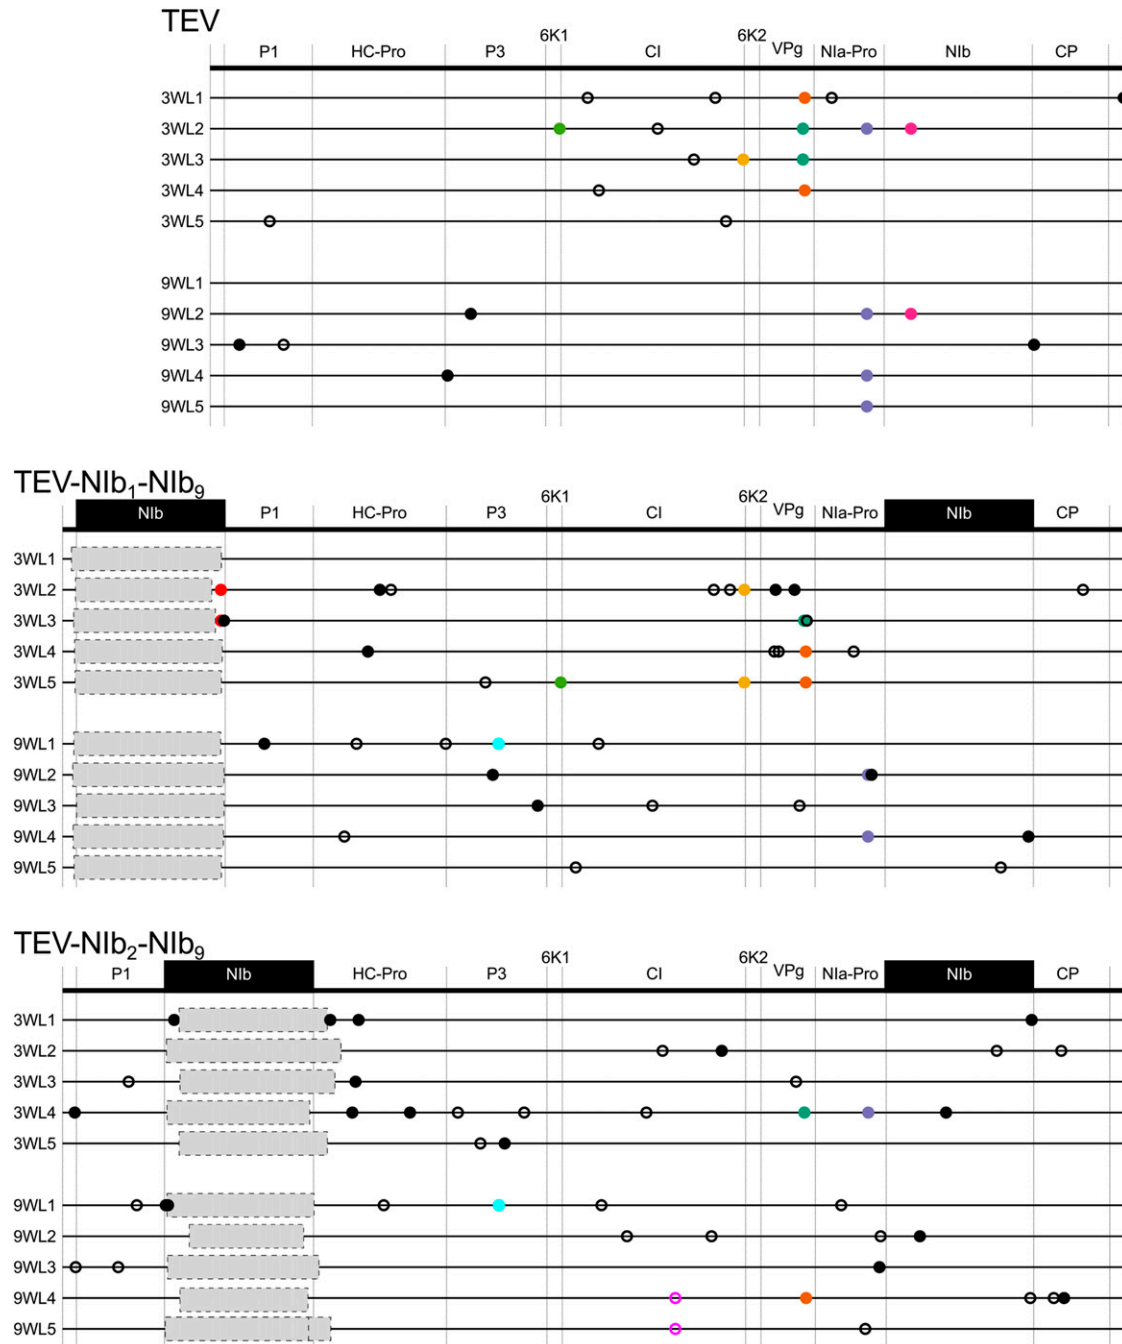 TEV
6K1 6K2
P1 HC-Pro P3 CI VPg NIa-Pro NIb CP
3WL1
3WL2
3WL3
3WL4
3WL5
9WL1
9WL2
9WL3
9WL4
9WL5
TEV-NIb₁-NIb₉
6K1 6K2
NIb P1 HC-Pro P3 CI VPg NIa-Pro NIb CP
3WL1
3WL2
3WL3
3WL4
3WL5
9WL1
9WL2
9WL3
9WL4
9WL5
TEV-NIb₂-NIb₉
6K1 6K2
P1 NIb HC-Pro P3 CI VPg NIa-Pro NIb CP
3WL1
3WL2
3WL3
3WL4
3WL5
9WL1
9WL2
9WL3
9WL4
9WL5